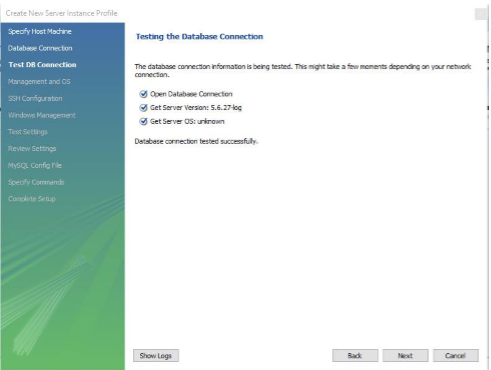 Create New Server Instance Profile
Specify Host Machine
Database Connection
Test DB Connection
Management and OS
SSH Configuration
Windows Management
Test Settings
Review Settings
MySQL Config File
Specify Commands
Complete Setup
Testing the Database Connection
The database connection information is being tested. This might take a few moments depending on your network
connection.
Open Database Connection
Get Server Version: 5.6.27-log
Get Server OS: unknown
Database connection tested successfully.
Show Logs
Back
Next
Cancel